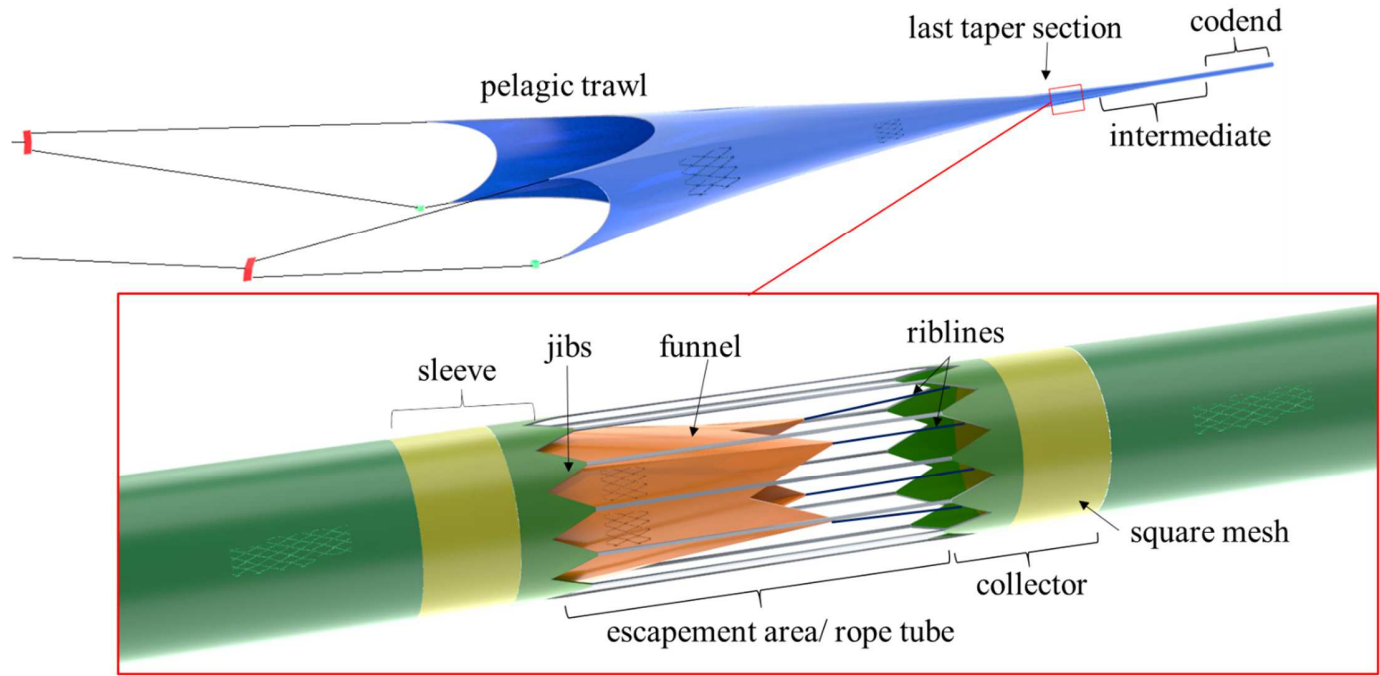 codend
last taper section
pelagic trawl
intermediate
riblines
jibs
funnel
sleeve
square mesh
collector
escapement area/ rope tube